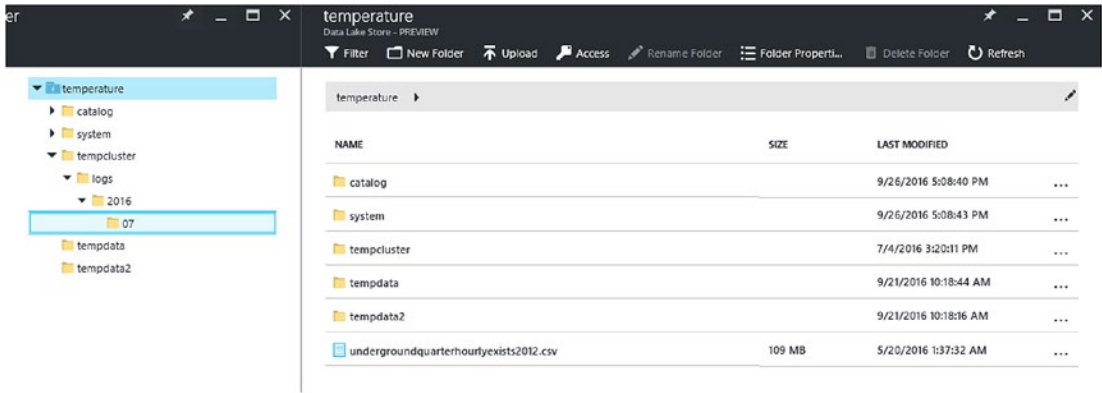 er
temperature
catalog
system
tempcluster
logs
2016
07
tempdata
tempdata2
temperature
Data Lake Store - PREVIEW
Filter New Folder Upload Access Rename Folder Folder Properti... Delete Folder Refresh
temperature
NAME SIZE LAST MODIFIED
catalog 9/26/2016 5:08:40 PM ...
system 9/26/2016 5:08:43 PM ...
tempcluster 7/4/2016 3:20:11 PM ...
tempdata 9/21/2016 10:18:44 AM ...
tempdata2 9/21/2016 10:18:16 AM ...
undergroundquarterhourlyexists2012.csv 109 MB 5/20/2016 1:37:32 AM ...